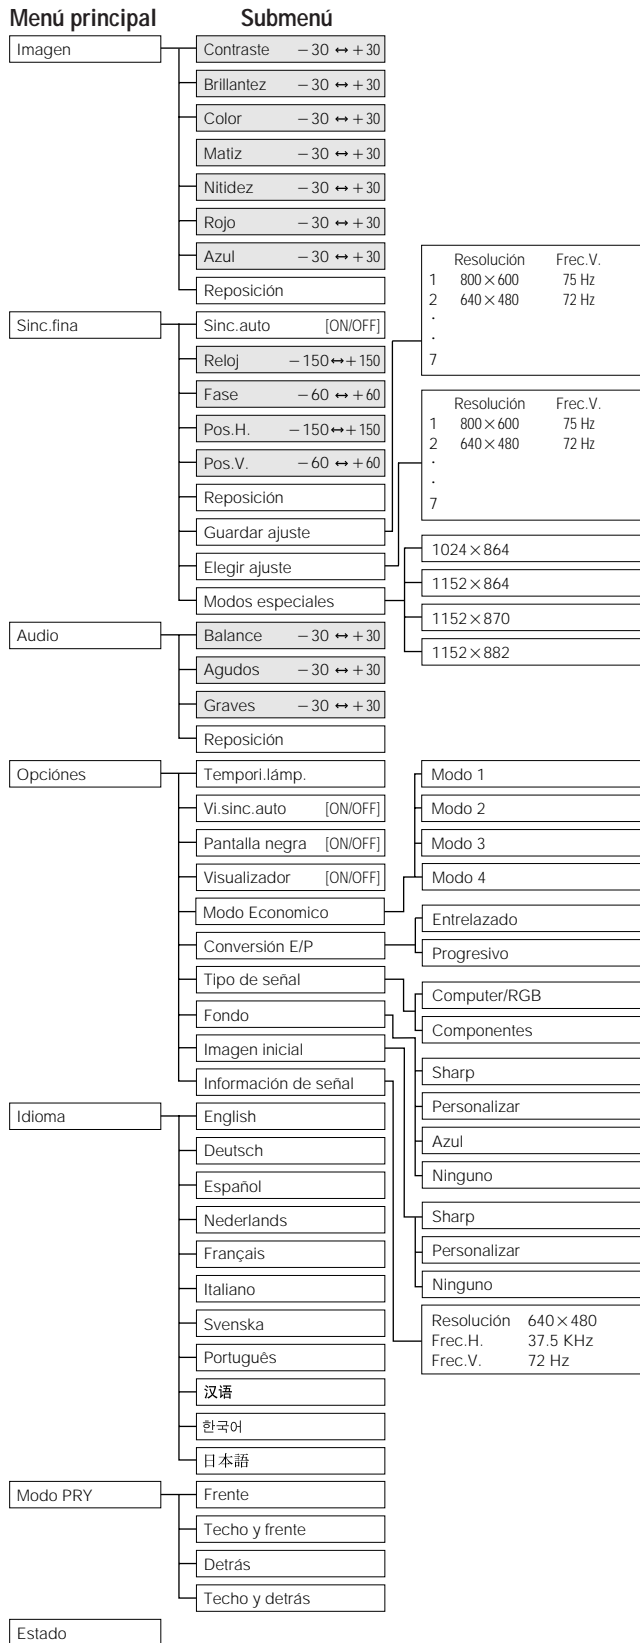 Menú principal Submenú
Imagen
Contraste −30 ↔ +30
Brillantez −30 ↔ +30
Color −30 ↔ +30
Matiz −30 ↔ +30
Nitidez −30 ↔ +30
Rojo −30 ↔ +30
Azul −30 ↔ +30
Reposición
Sinc.fina
Sinc.auto [ON/OFF]
Reloj −150↔+150
Fase −60 ↔ +60
Pos.H. −150↔+150
Pos.V. −60 ↔ +60
Reposición
Guardar ajuste
Elegir ajuste
Modos especiales
Resolución Frec.V.
1 800×600 75 Hz
2 640×480 72 Hz
·
·
7
Resolución Frec.V.
1 800×600 75 Hz
2 640×480 72 Hz
·
·
7
1024×864
1152×864
1152×870
1152×882
Audio
Balance −30 ↔ +30
Agudos −30 ↔ +30
Graves −30 ↔ +30
Reposición
Opciónes
Tempori.lámp.
Vi.sinc.auto [ON/OFF]
Pantalla negra [ON/OFF]
Visualizador [ON/OFF]
Modo Economico
Conversión E/P
Tipo de señal
Fondo
Imagen inicial
Información de señal
Modo 1
Modo 2
Modo 3
Modo 4
Entrelazado
Progresivo
Computer/RGB
Componentes
Sharp
Personalizar
Azul
Ninguno
Sharp
Personalizar
Ninguno
Resolución 640×480
Frec.H. 37.5 KHz
Frec.V. 72 Hz
Idioma
English
Deutsch
Español
Nederlands
Français
Italiano
Svenska
Português
汉语
한국어
日本語
Modo PRY
Frente
Techo y frente
Detrás
Techo y detrás
Estado